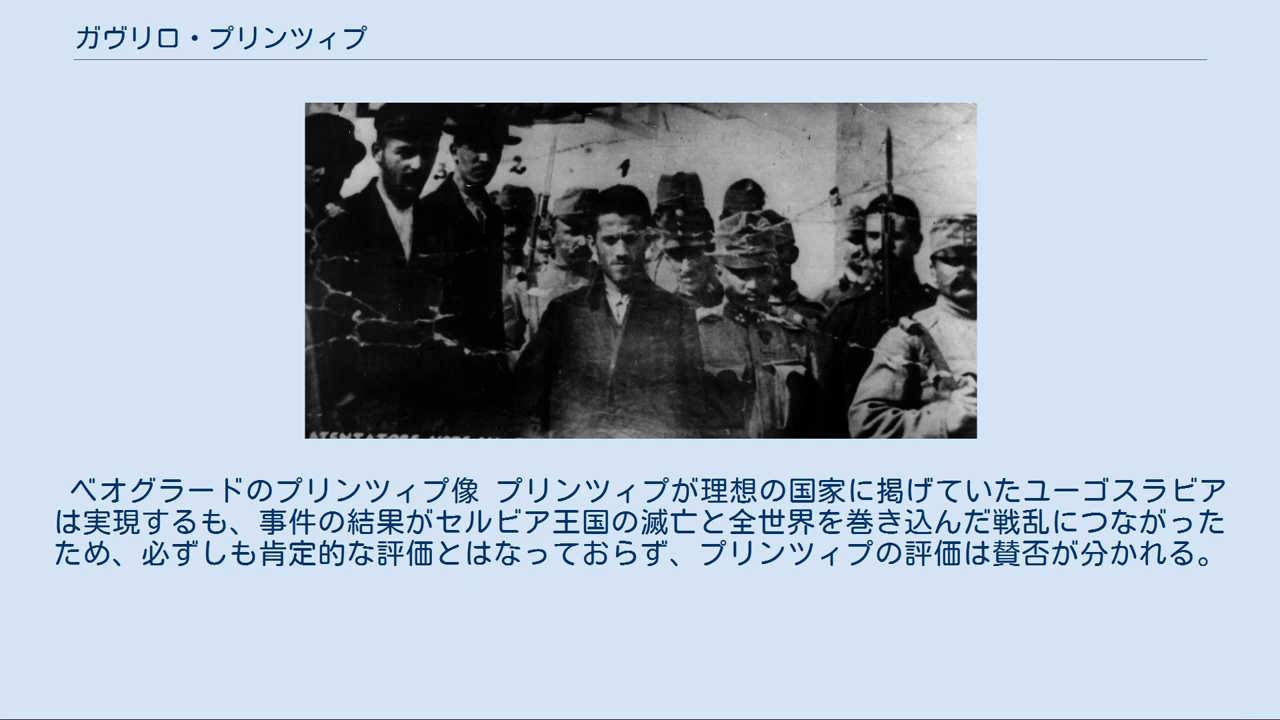 ガヴリロ・プリンツィプ
ベオグラードのプリンツィプ像 プリンツィプが理想の国家に掲げていたユーゴスラビア
は実現するも、事件の結果がセルビア王国の滅亡と全世界を巻き込んだ戦乱につながった
ため、必ずしも肯定的な評価とはなっておらず、プリンツィプの評価は賛否が分かれる。